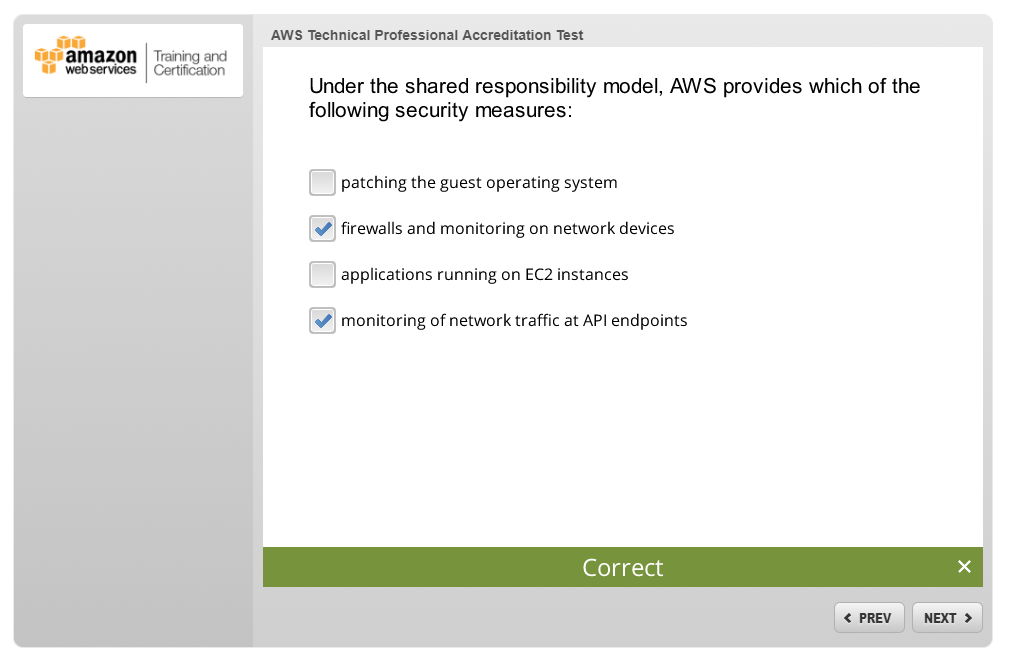 amazon
webservices
Training and
Certification
AWS Technical Professional Accreditation Test
Under the shared responsibility model, AWS provides which of the
following security measures:
patching the guest operating system
firewalls and monitoring on network devices
applications running on EC2 instances
monitoring of network traffic at API endpoints
Correct
PREV
NEXT